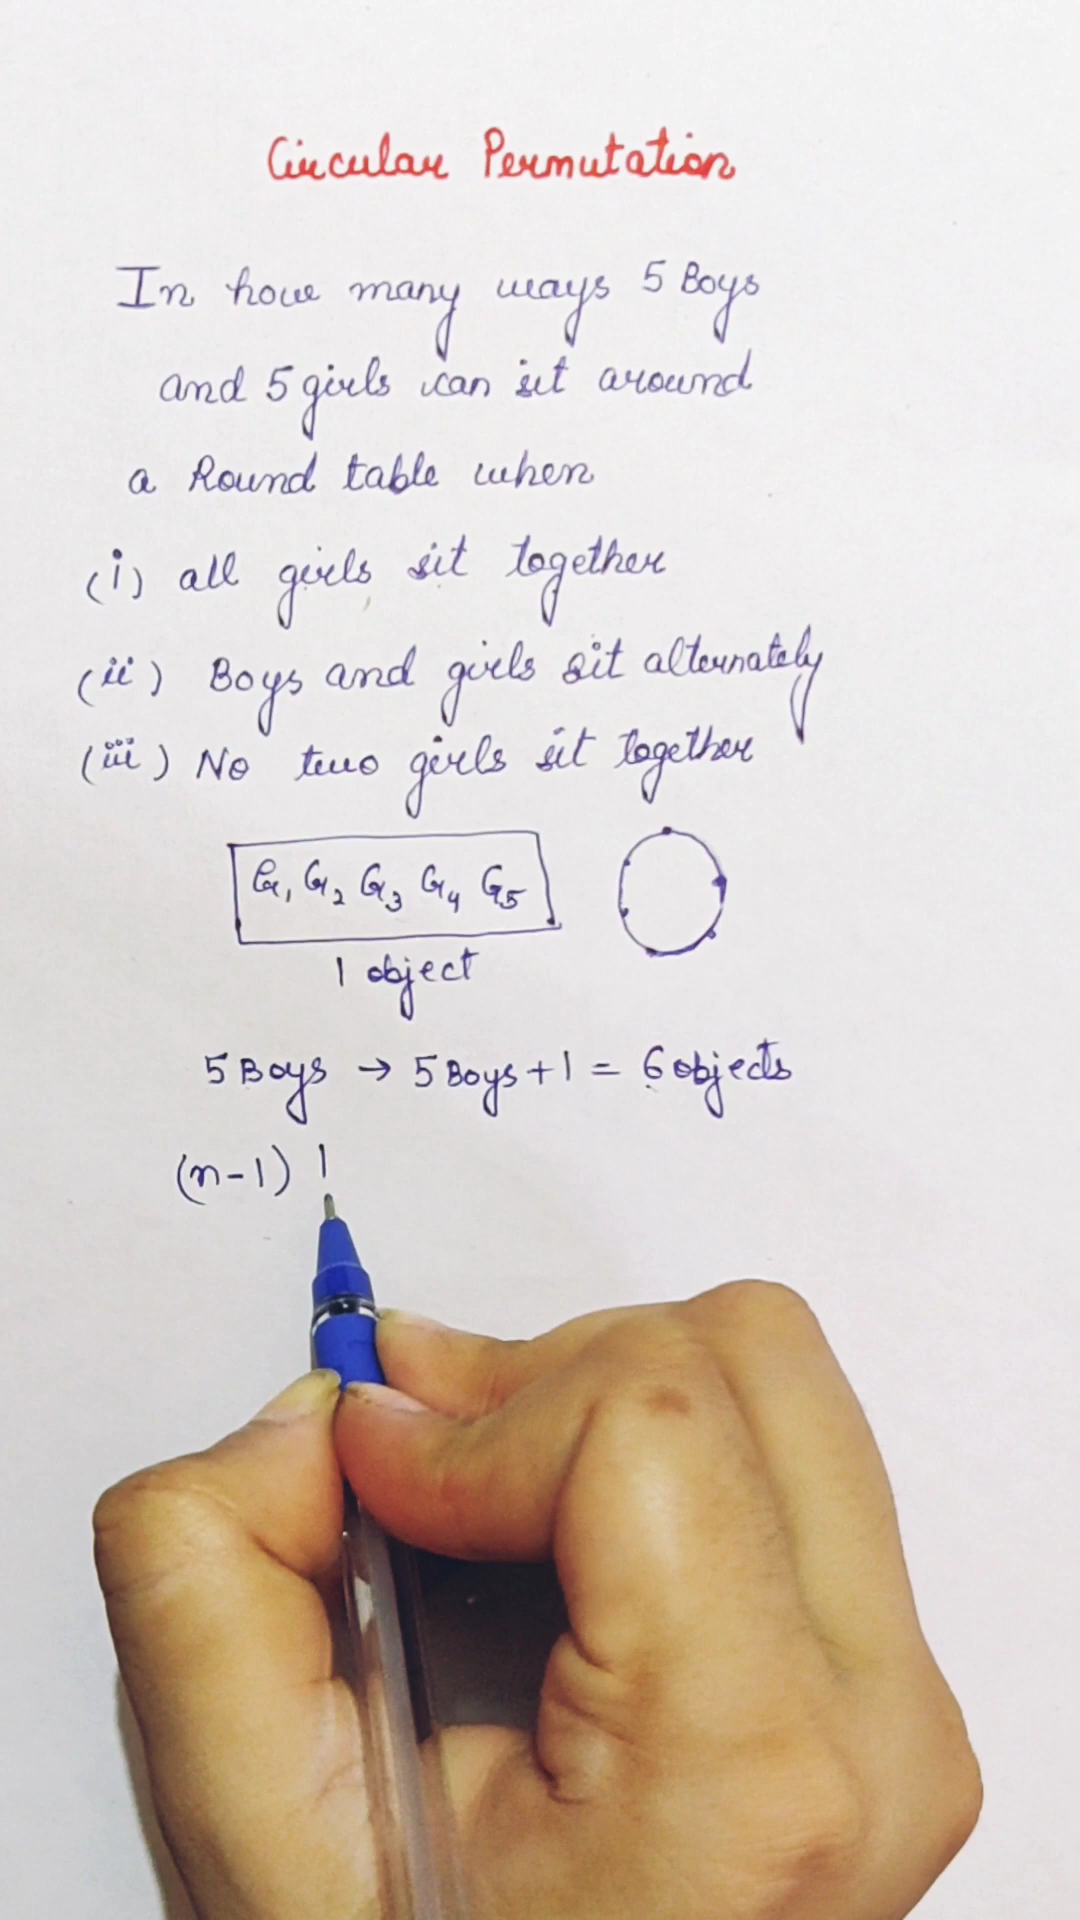 Circular Permutation
In how many ways 5 Boys
and 5 girls can sit around
a Round table when
(i) all girls sit together
(ii) Boys and girls sit alternately
(iii) No two girls sit together
G₁ G₂ G₃ G₄ G₅
1 object
5 Boys → 5 Boys + 1 = 6 objects
(n-1) |